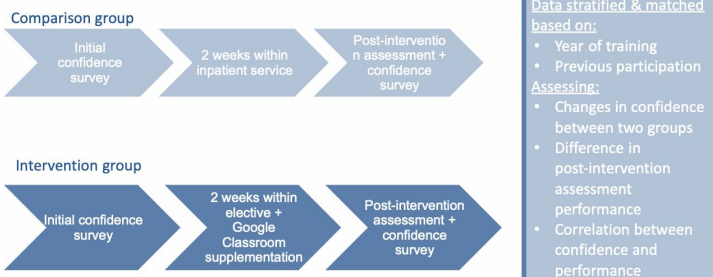 Comparison group
Initial
confidence
survey
2 weeks within
inpatient service
Post-interventio
n assessment +
confidence
survey
Intervention group
Initial confidence
survey
2 weeks within
elective +
Google
Classroom
supplementation
Post-intervention
assessment +
confidence
survey
Data stratified & matched
based on:
• Year of training
• Previous participation
Assessing:
• Changes in confidence
between two groups
• Difference in
post-intervention
assessment
performance
• Correlation between
confidence and
performance